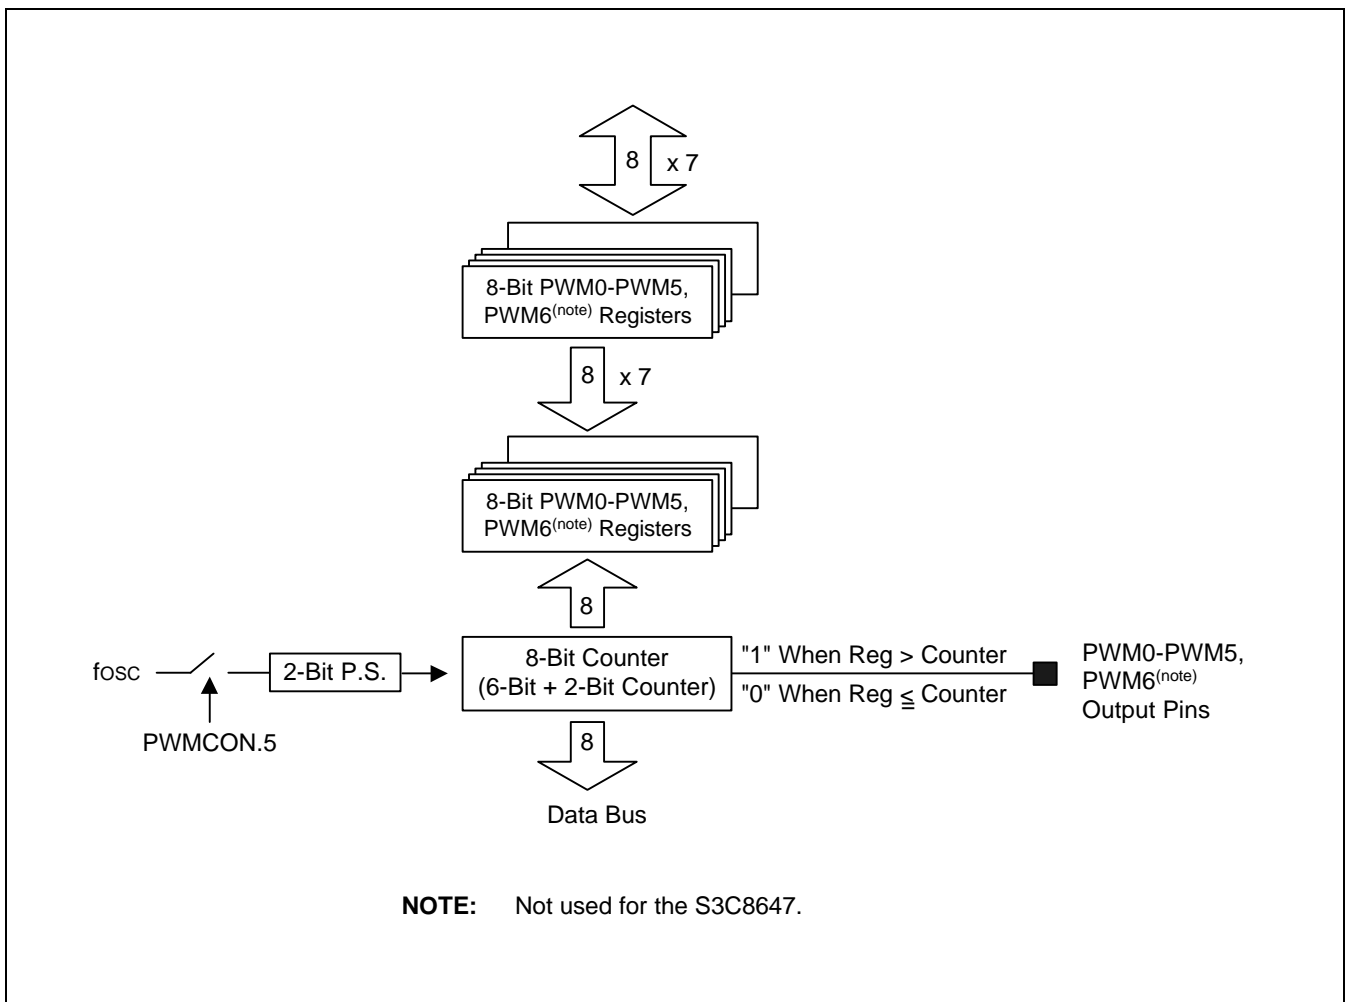 8 x 7
8-Bit PWM0-PWM5,
PWM6(note) Registers
8 x 7
8-Bit PWM0-PWM5,
PWM6(note) Registers
8
fOSC
2-Bit P.S.
PWMCON.5
8-Bit Counter
(6-Bit + 2-Bit Counter)
"1" When Reg > Counter
"0" When Reg ≦ Counter
PWM0-PWM5,
PWM6(note)
Output Pins
8
Data Bus
NOTE: Not used for the S3C8647.